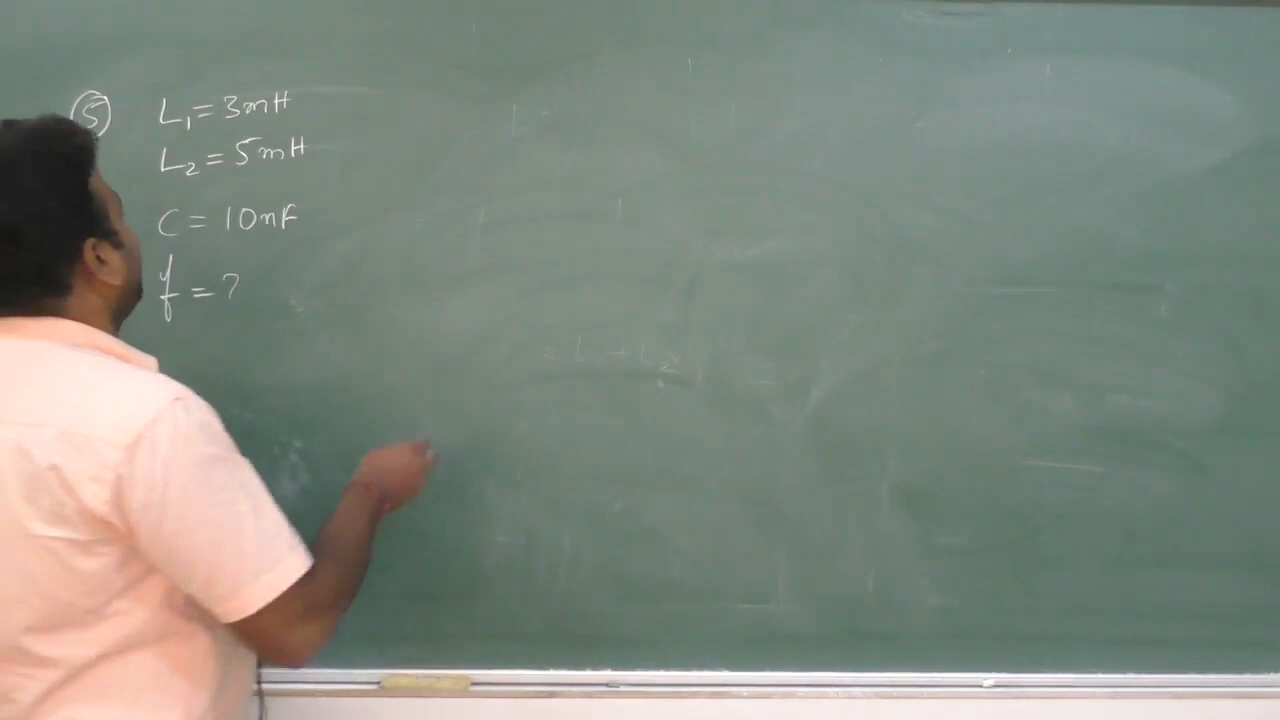 ⑤ L₁ = 3mH
L₂ = 5mH
C = 10nF
f = ?